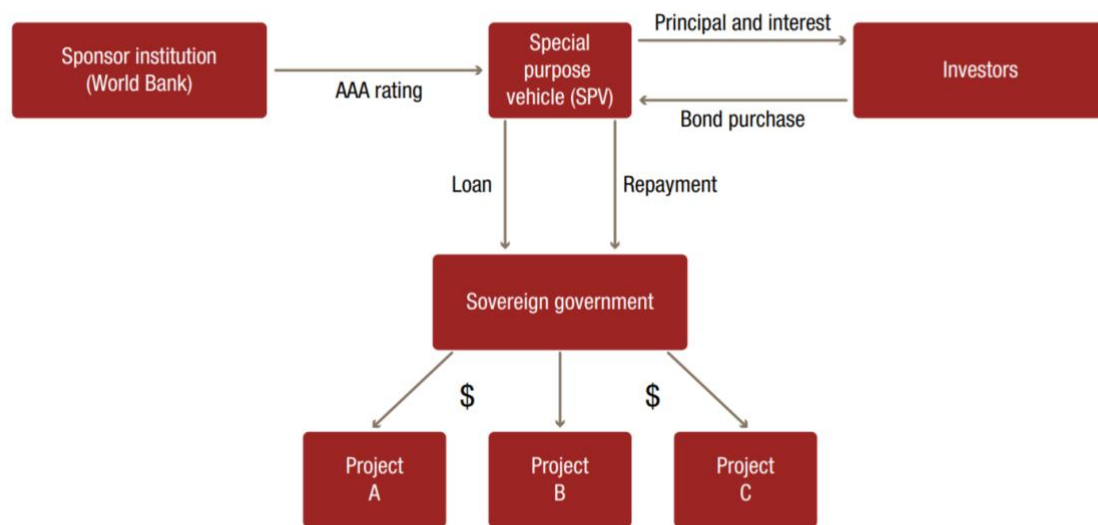 Principal and interest
Sponsor institution
(World Bank)
AAA rating
Special
purpose
vehicle (SPV)
Investors
Bond purchase
Loan
Repayment
Sovereign government
$
$
Project
A
Project
B
Project
C